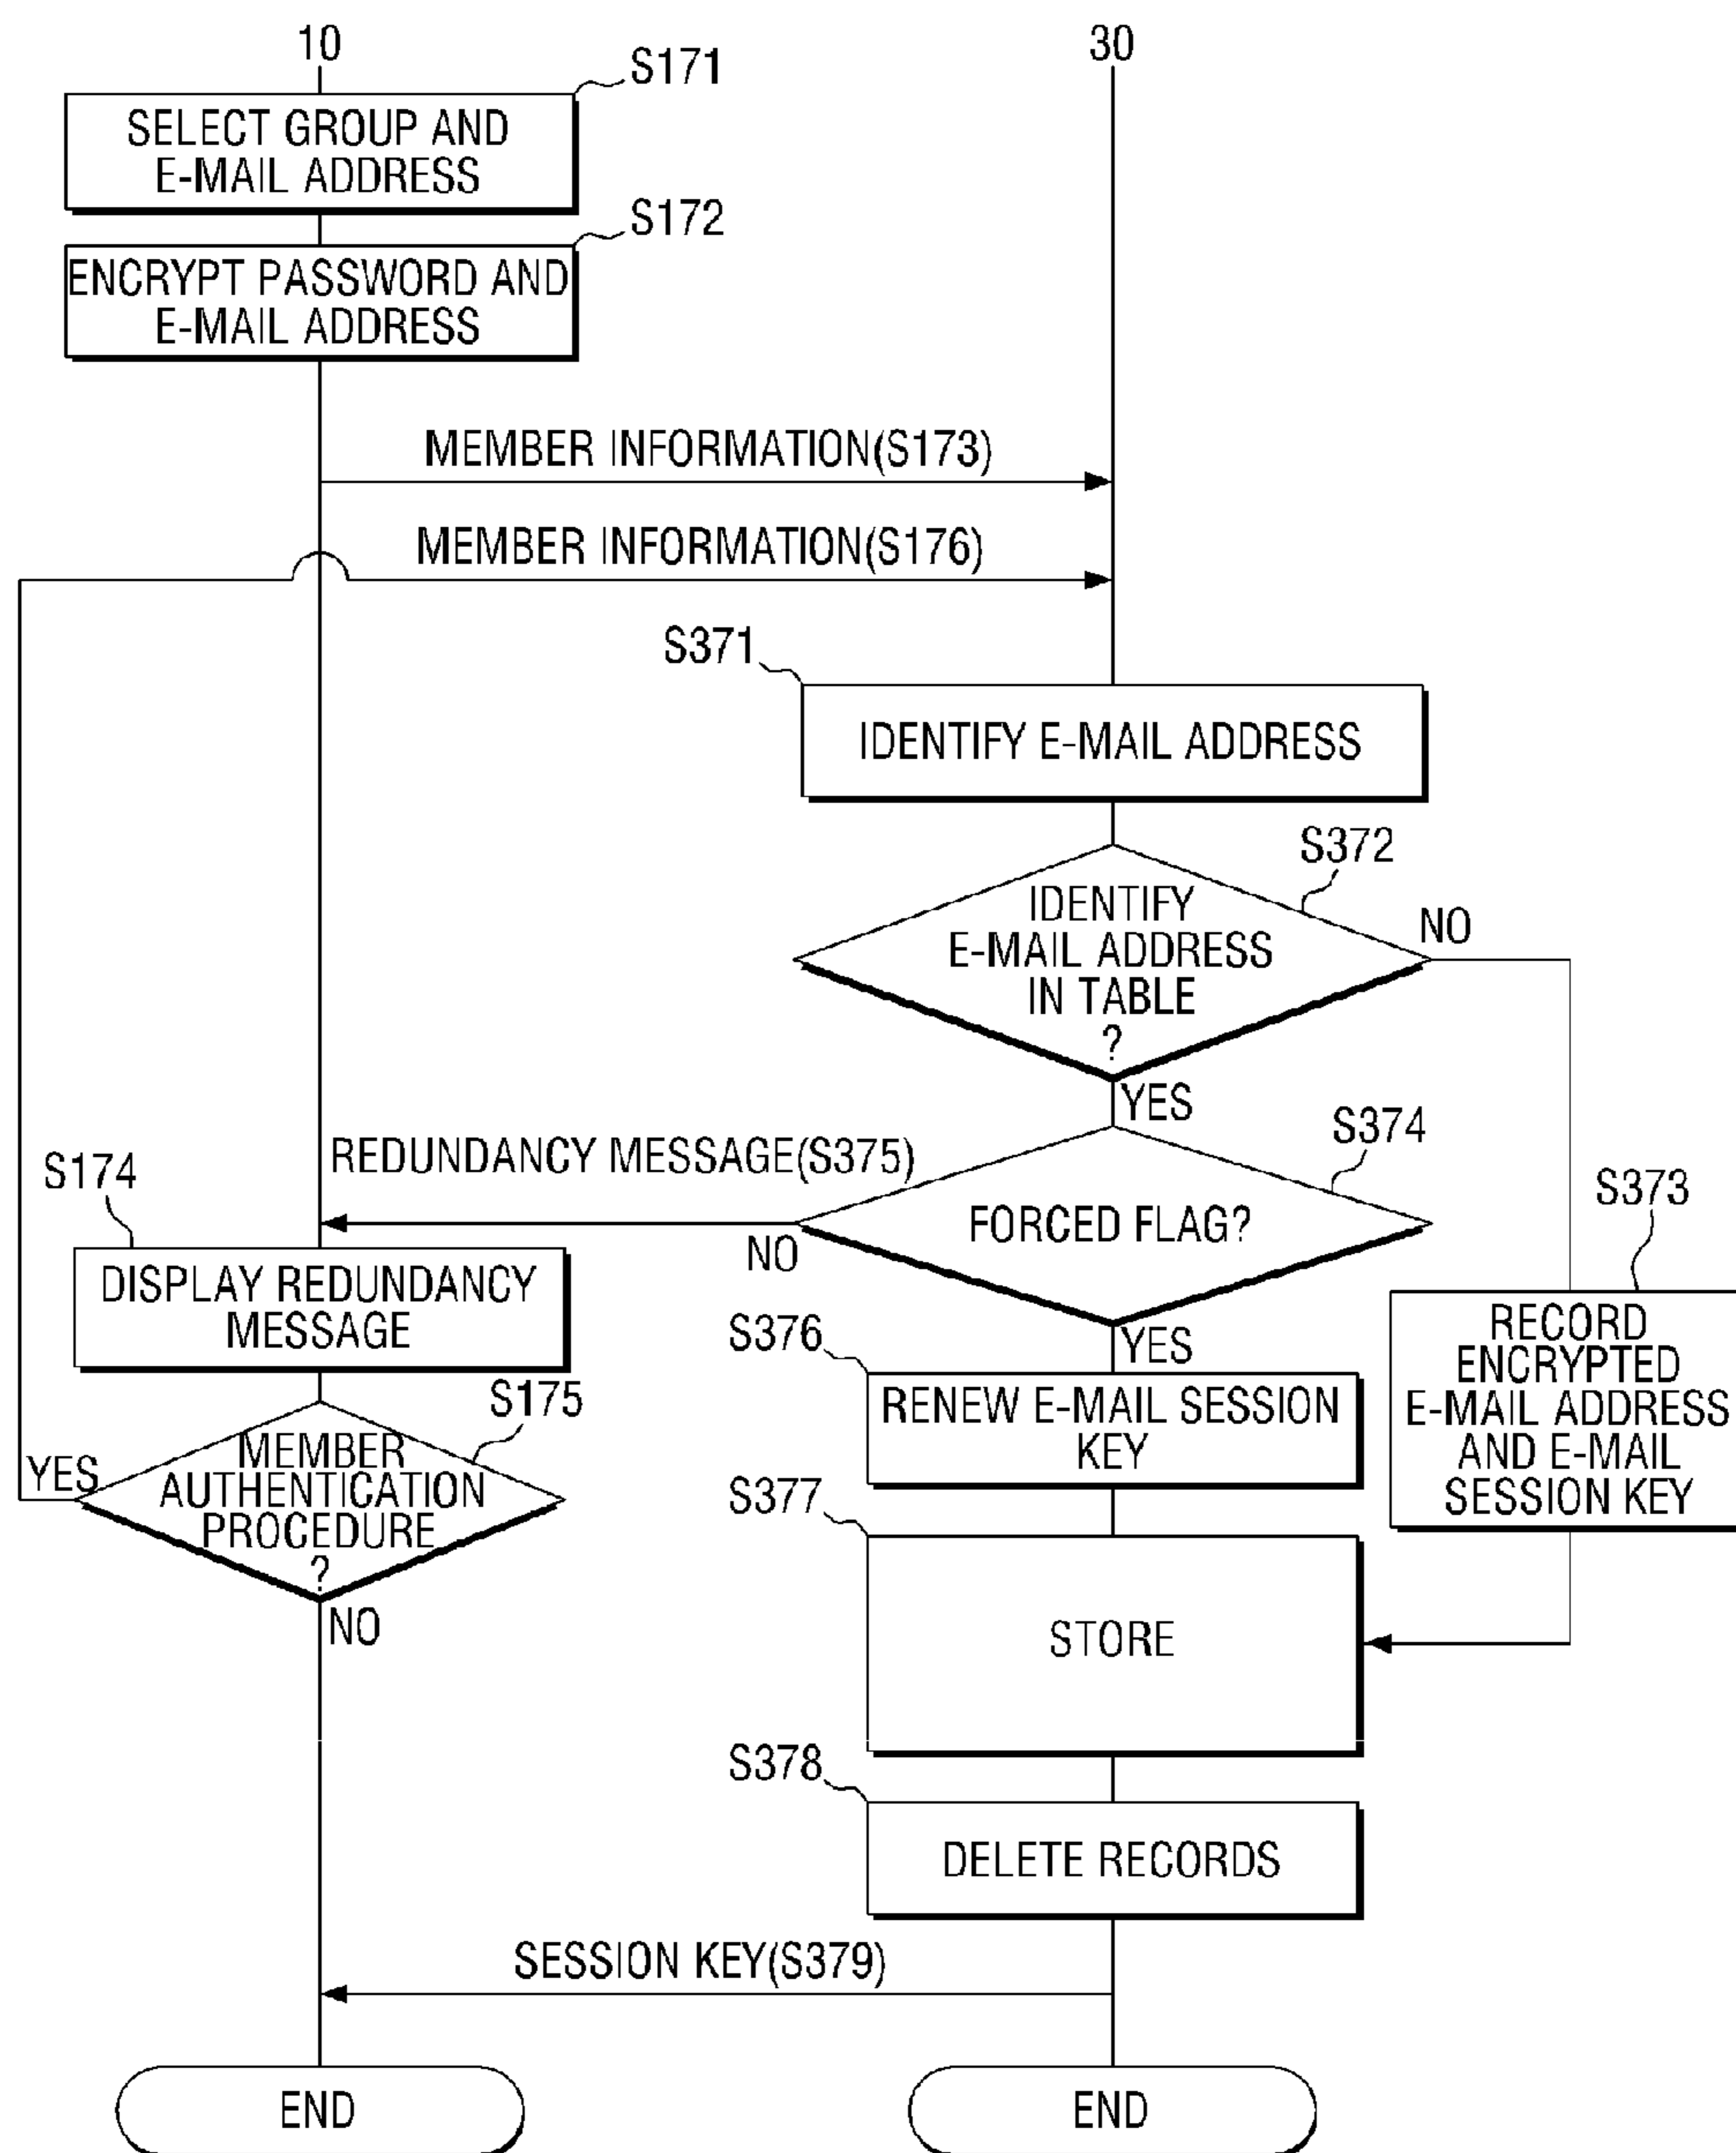 10
30
S171
SELECT GROUP AND
E-MAIL ADDRESS
S172
ENCRYPT PASSWORD AND
E-MAIL ADDRESS
MEMBER INFORMATION(S173)
MEMBER INFORMATION(S176)
S371
IDENTIFY E-MAIL ADDRESS
S372
IDENTIFY
E-MAIL ADDRESS
IN TABLE
?
NO
YES
S374
REDUNDANCY MESSAGE(S375)
S174
FORCED FLAG?
NO
S373
DISPLAY REDUNDANCY
MESSAGE
YES
S376
RECORD
ENCRYPTED
E-MAIL ADDRESS
AND E-MAIL
SESSION KEY
S175
RENEW E-MAIL SESSION
KEY
MEMBER
AUTHENTICATION
PROCEDURE
?
YES
NO
S377
STORE
S378
DELETE RECORDS
SESSION KEY(S379)
END
END